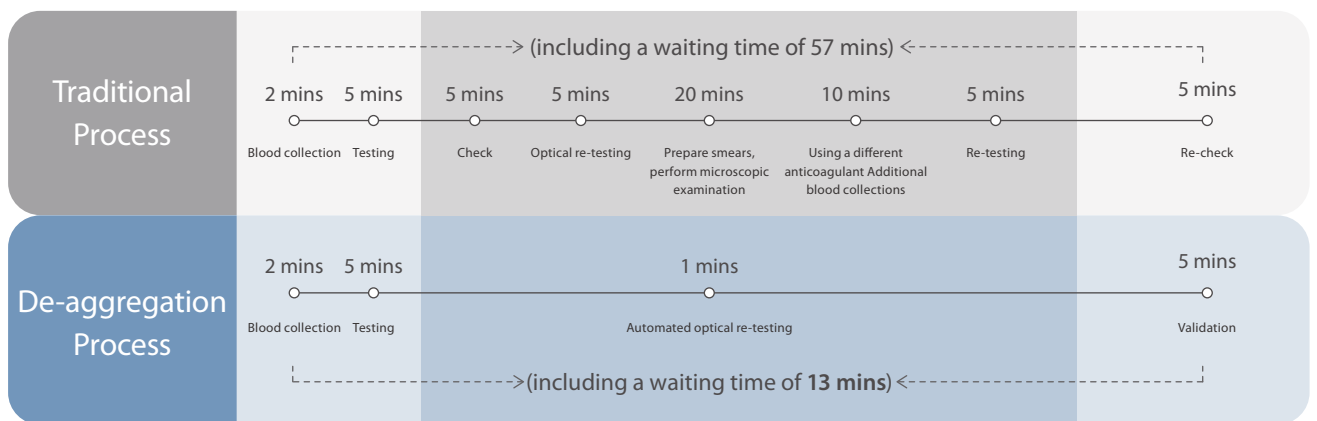 Traditional
Process
(including a waiting time of 57 mins)
2 mins 5 mins 5 mins 5 mins 20 mins 10 mins 5 mins 5 mins
Blood collection Testing Check Optical re-testing Prepare smears, Using a different Re-testing Re-check
perform microscopic anticoagulant Additional
examination blood collections
De-aggregation
Process
2 mins 5 mins 1 mins 5 mins
Blood collection Testing Automated optical re-testing Validation
(including a waiting time of 13 mins)